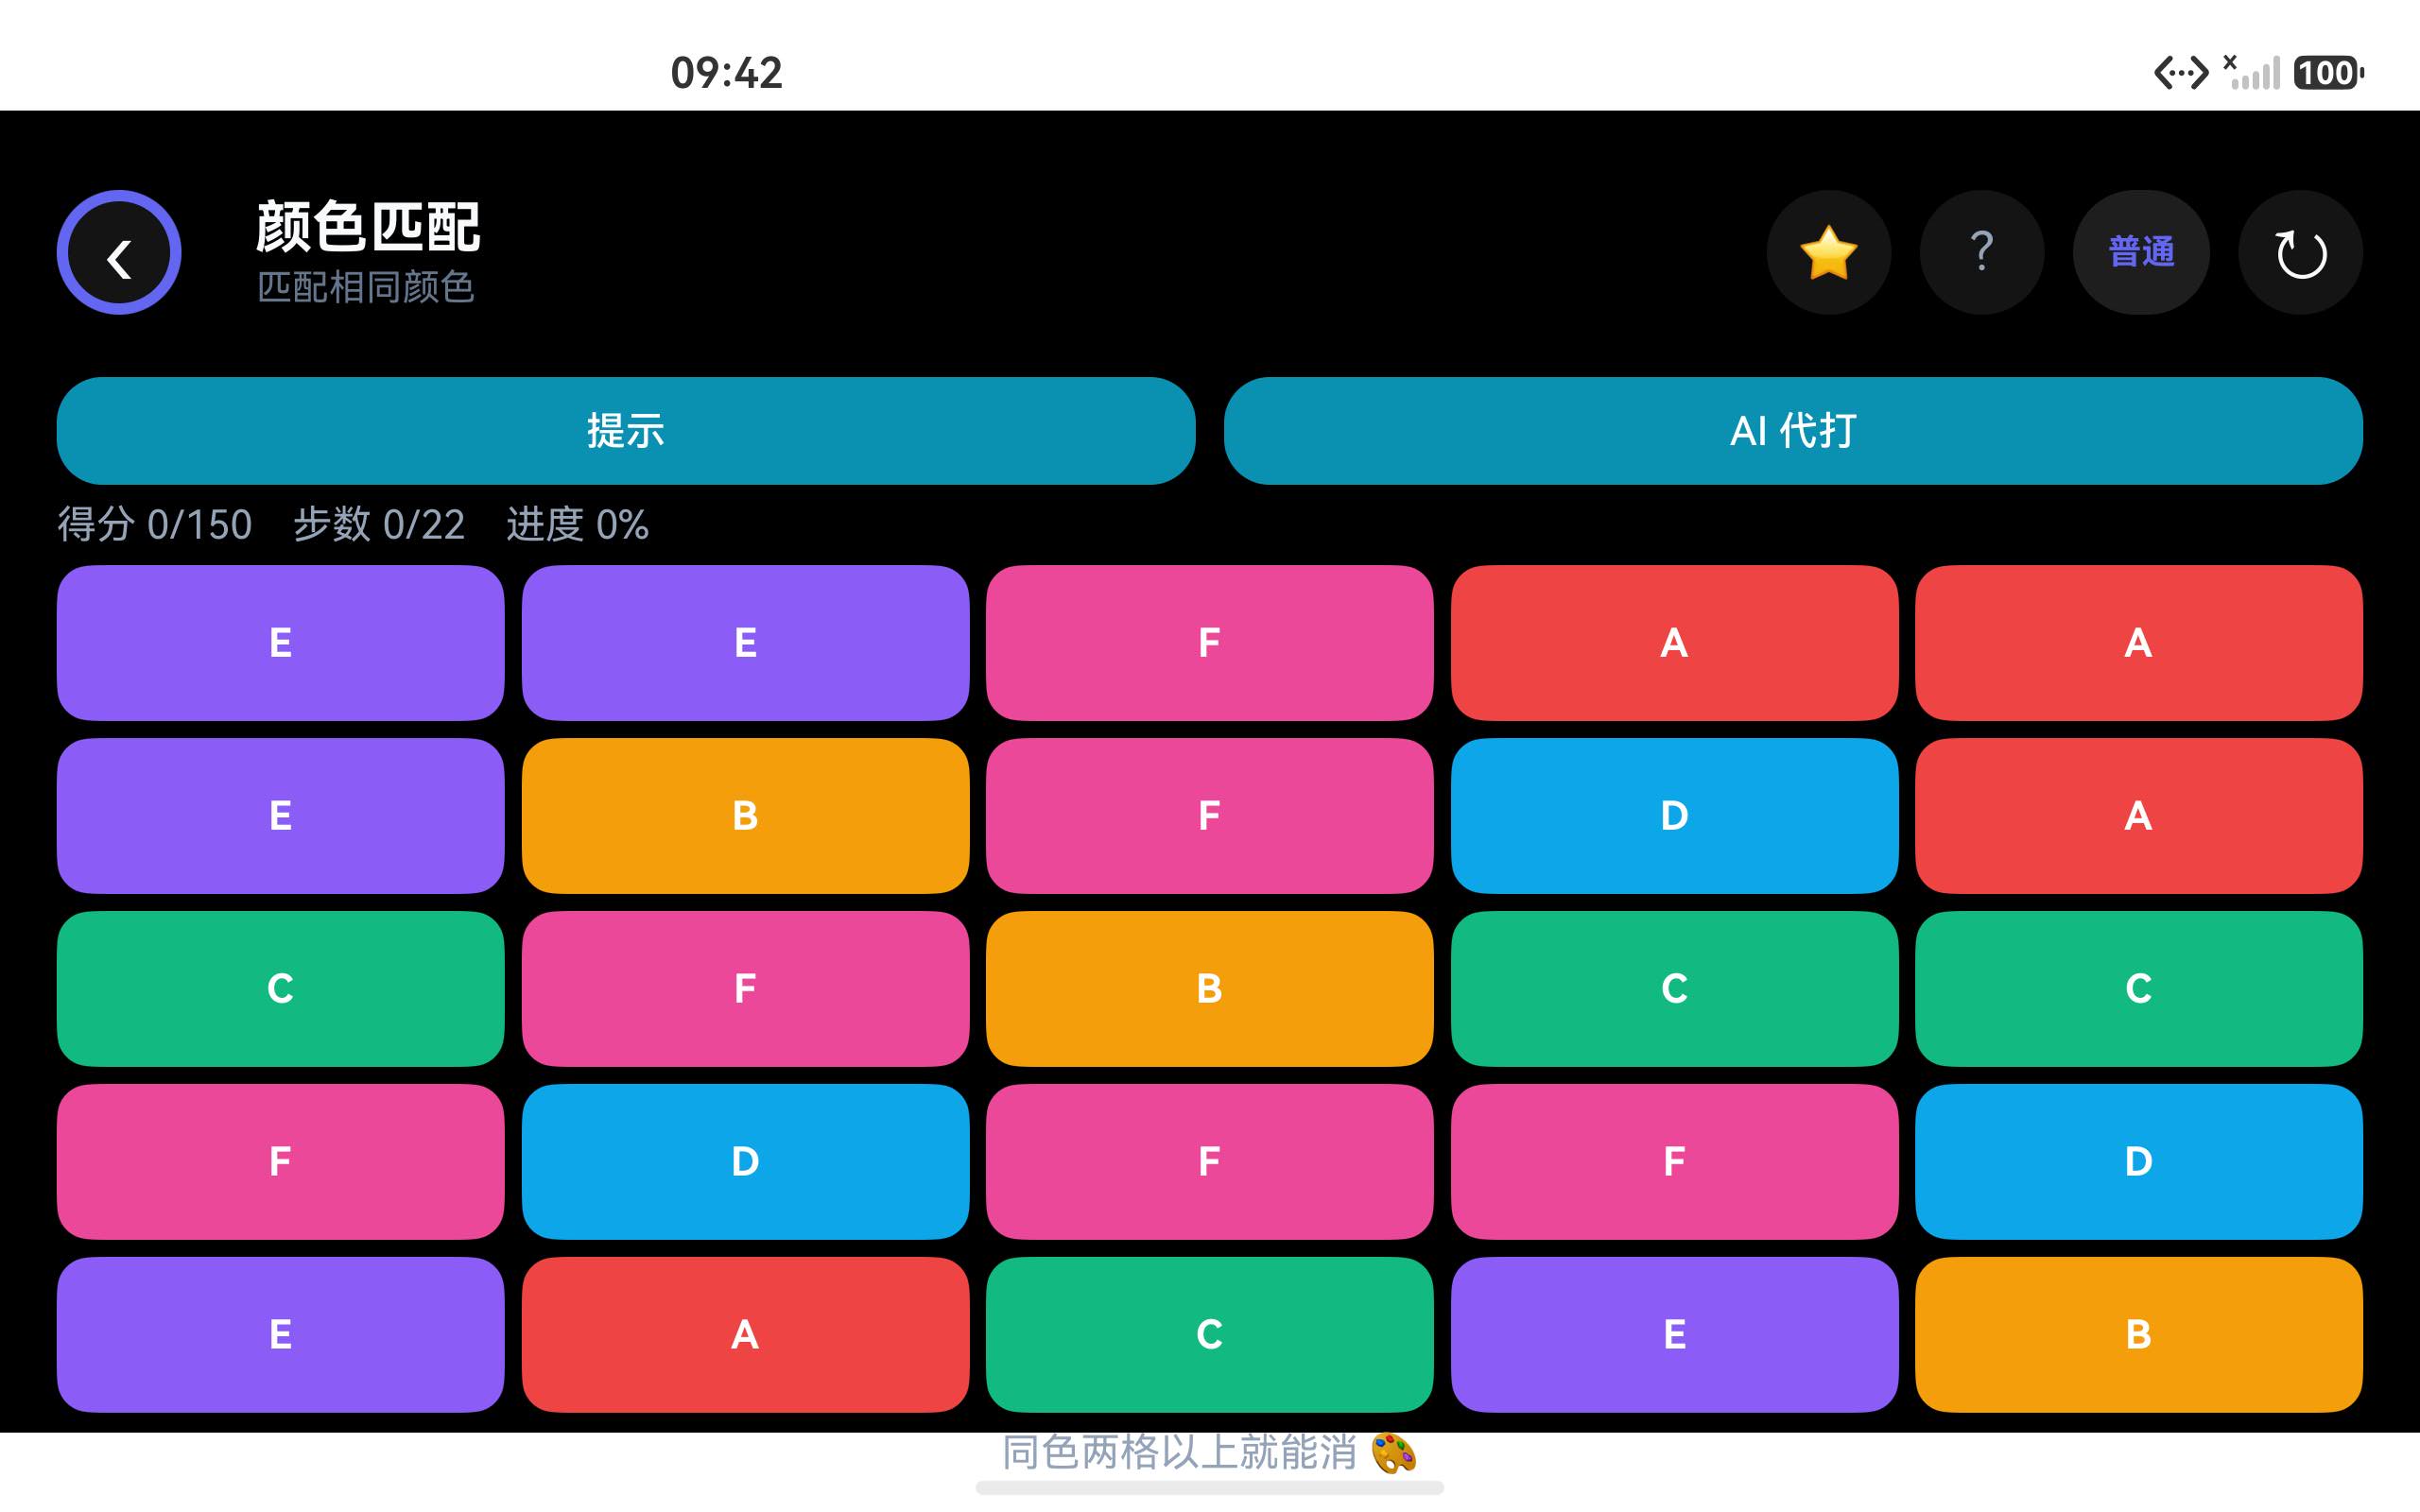 09:42
100
颜色匹配
匹配相同颜色
?
普通
提示
AI 代打
得分 0/150 步数 0/22 进度 0%
E E F A A
E B F D A
C F B C C
F D F F D
E A C E B
同色两格以上就能消 🎨